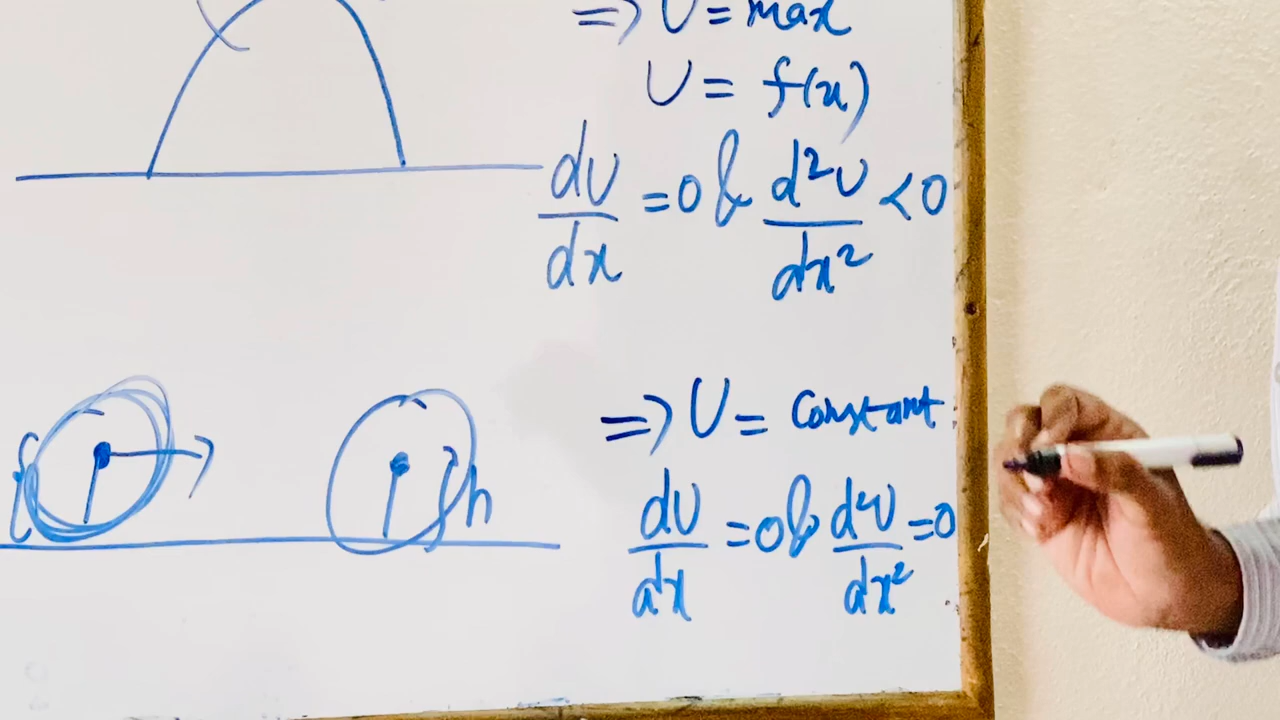 ⇒ U = max
U = f(x)
dU/dx = 0 & d²U/dx² < 0
⇒ U = Constant
h
dU/dx = 0 & d²U/dx² = 0